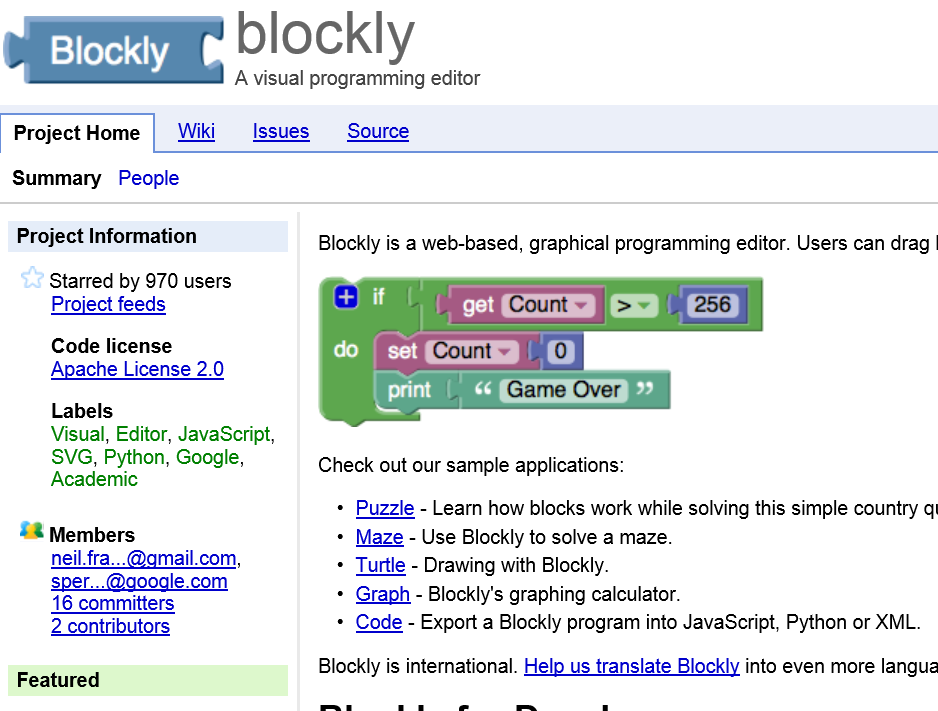 Blockly
blockly
A visual programming editor
Project Home Wiki Issues Source
Summary People
Project Information
Starred by 970 users
Project feeds
Code license
Apache License 2.0
Labels
Visual, Editor, JavaScript,
SVG, Python, Google,
Academic
Members
neil.fra...@gmail.com,
sper...@google.com
16 committers
2 contributors
Featured
Blockly is a web-based, graphical programming editor. Users can drag
if get Count > 256
do set Count 0
print “ Game Over ”
Check out our sample applications:
• Puzzle - Learn how blocks work while solving this simple country
• Maze - Use Blockly to solve a maze.
• Turtle - Drawing with Blockly.
• Graph - Blockly's graphing calculator.
• Code - Export a Blockly program into JavaScript, Python or XML.
Blockly is international. Help us translate Blockly into even more